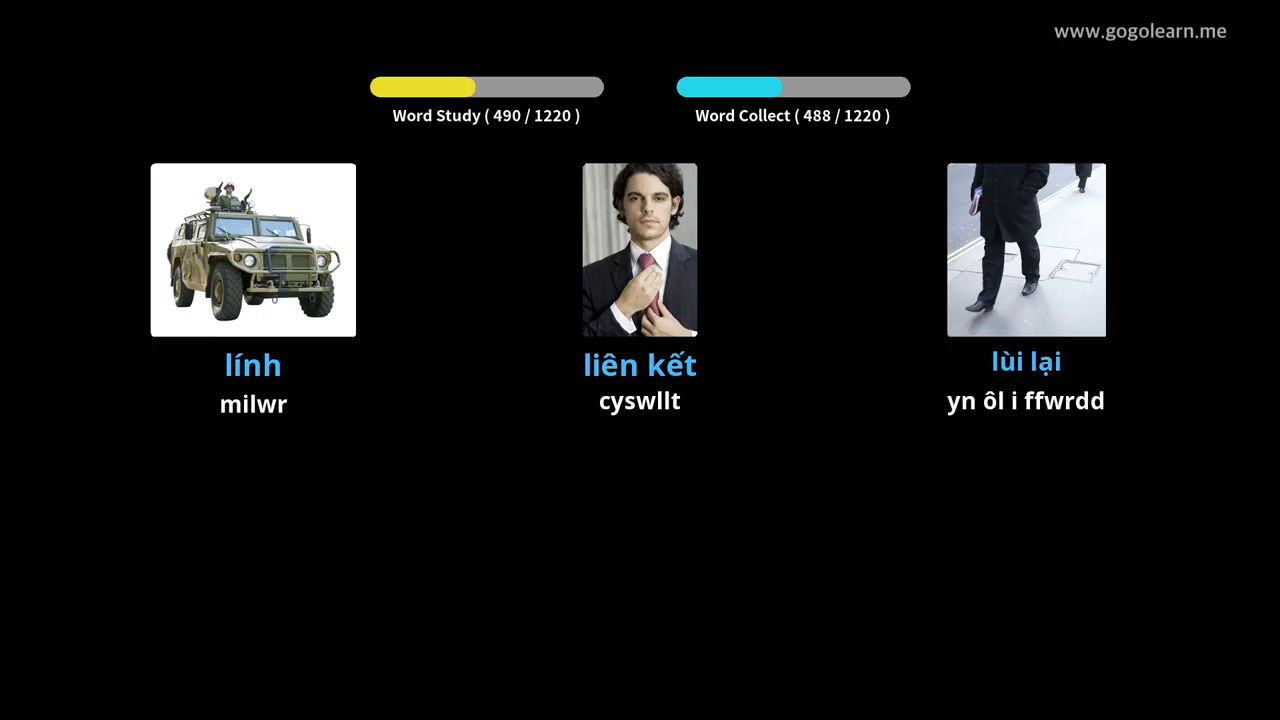 www.gogolearn.me
Word Study ( 490 / 1220 )
Word Collect ( 488 / 1220 )
lính
milwr
liên kết
cyswllt
lùi lại
yn ôl i ffwrdd